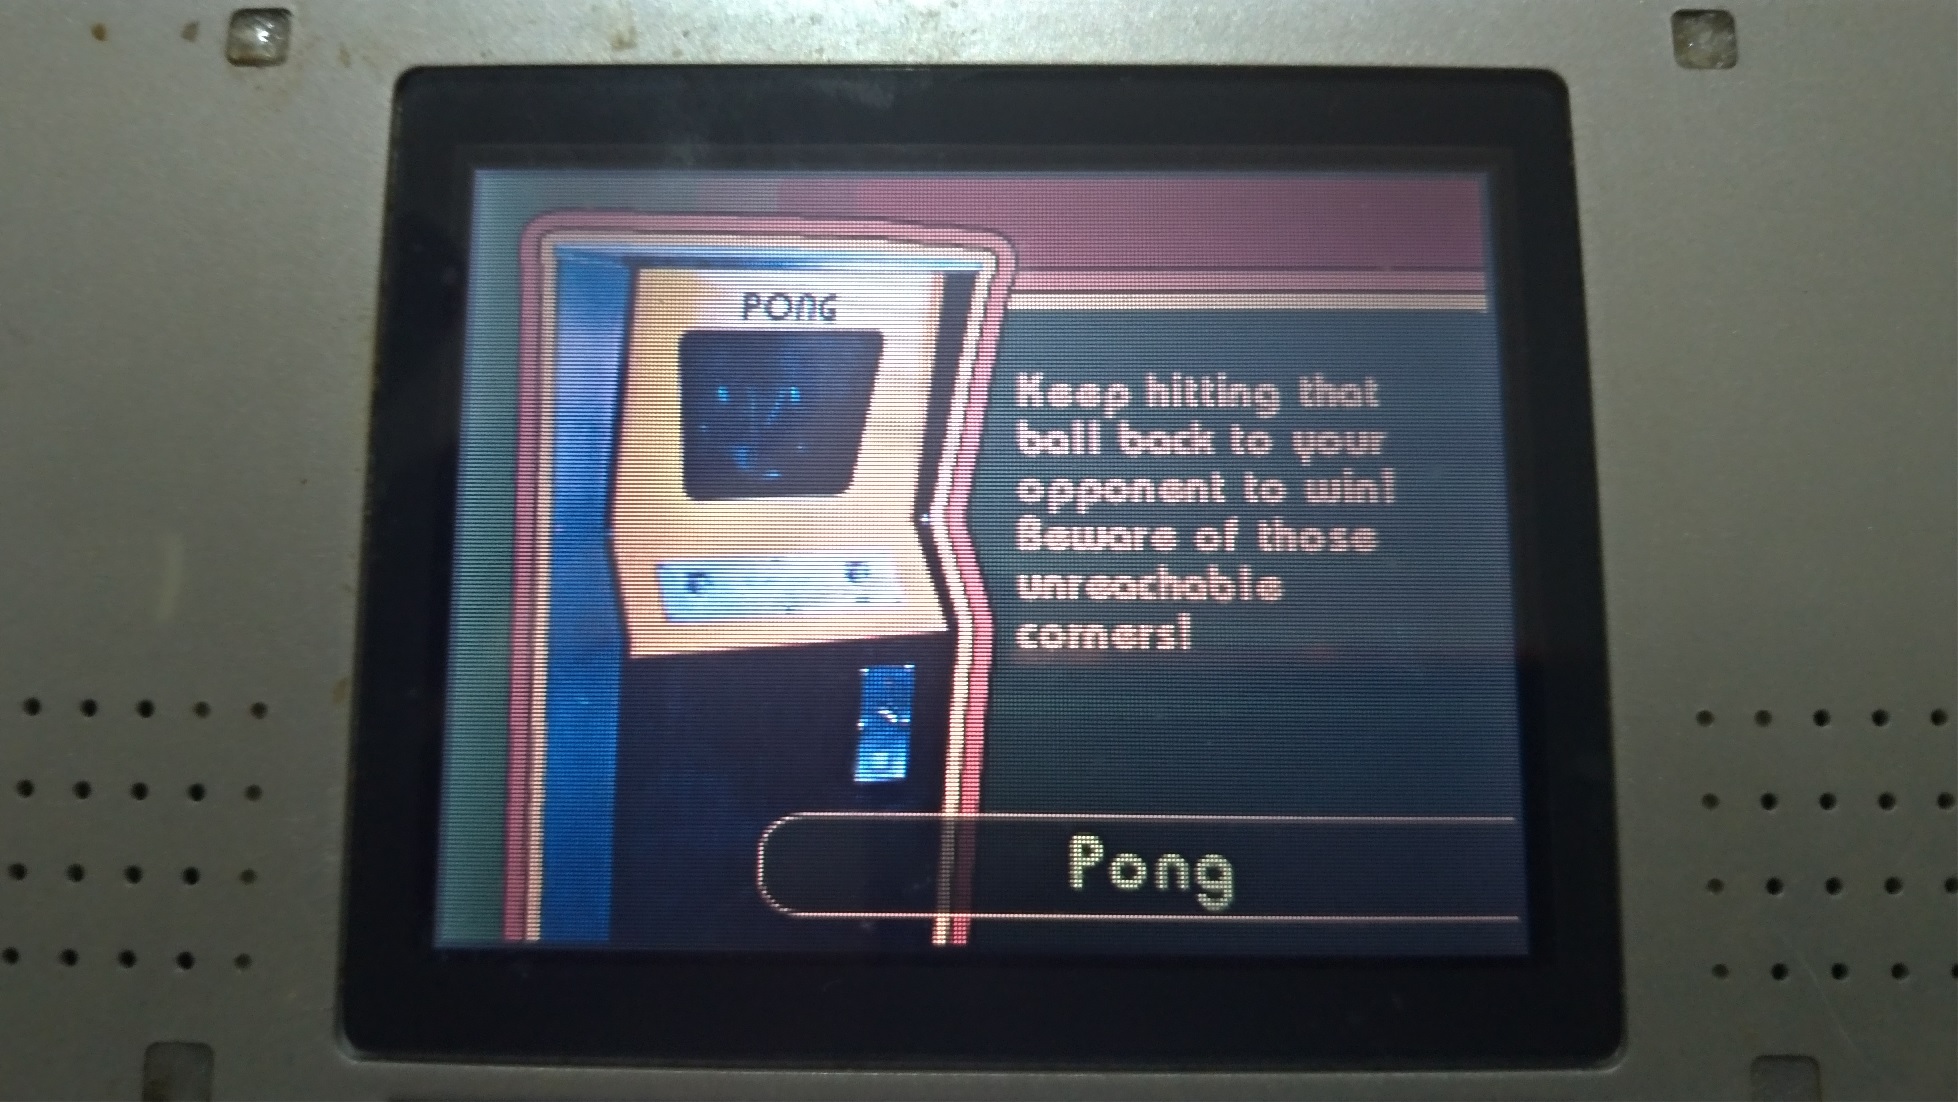 PONG
Keep hitting that
ball back to your
opponent to win!
Beware of those
unreachable
corners!
Pong